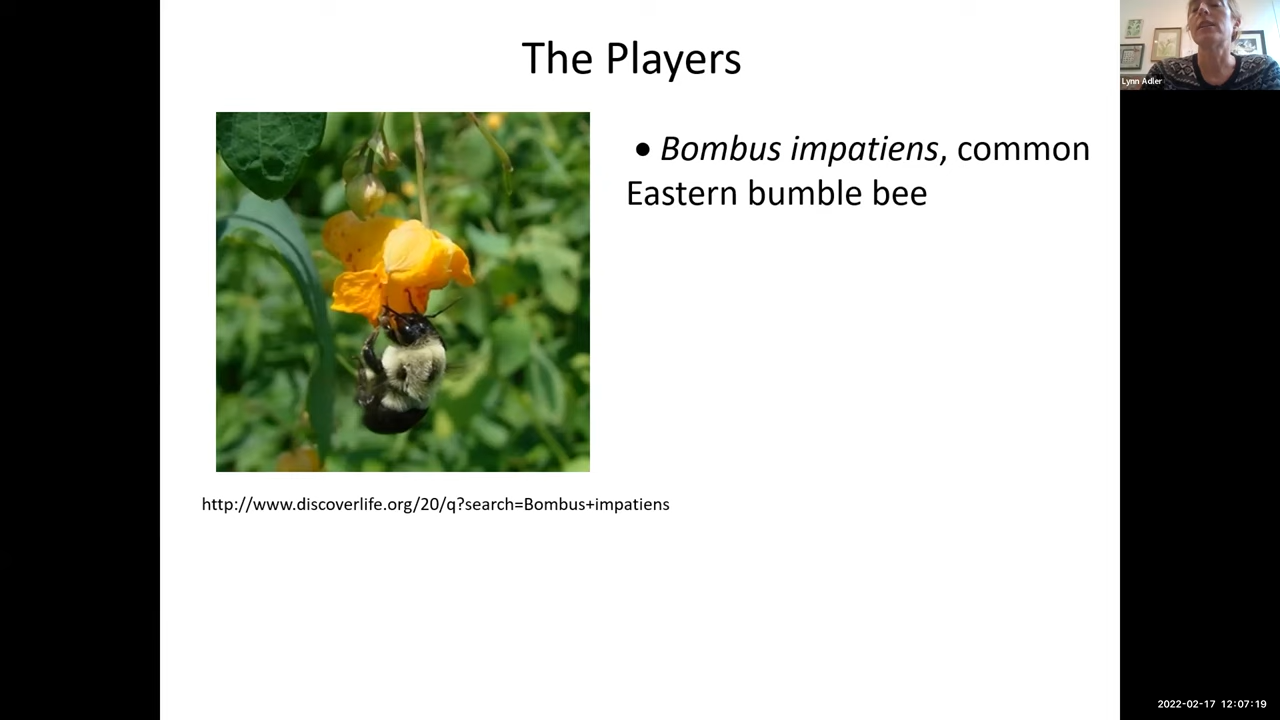 The Players
Lynn Adler
• Bombus impatiens, common
Eastern bumble bee
http://www.discoverlife.org/20/q?search=Bombus+impatiens
2022-02-17 12:07:19